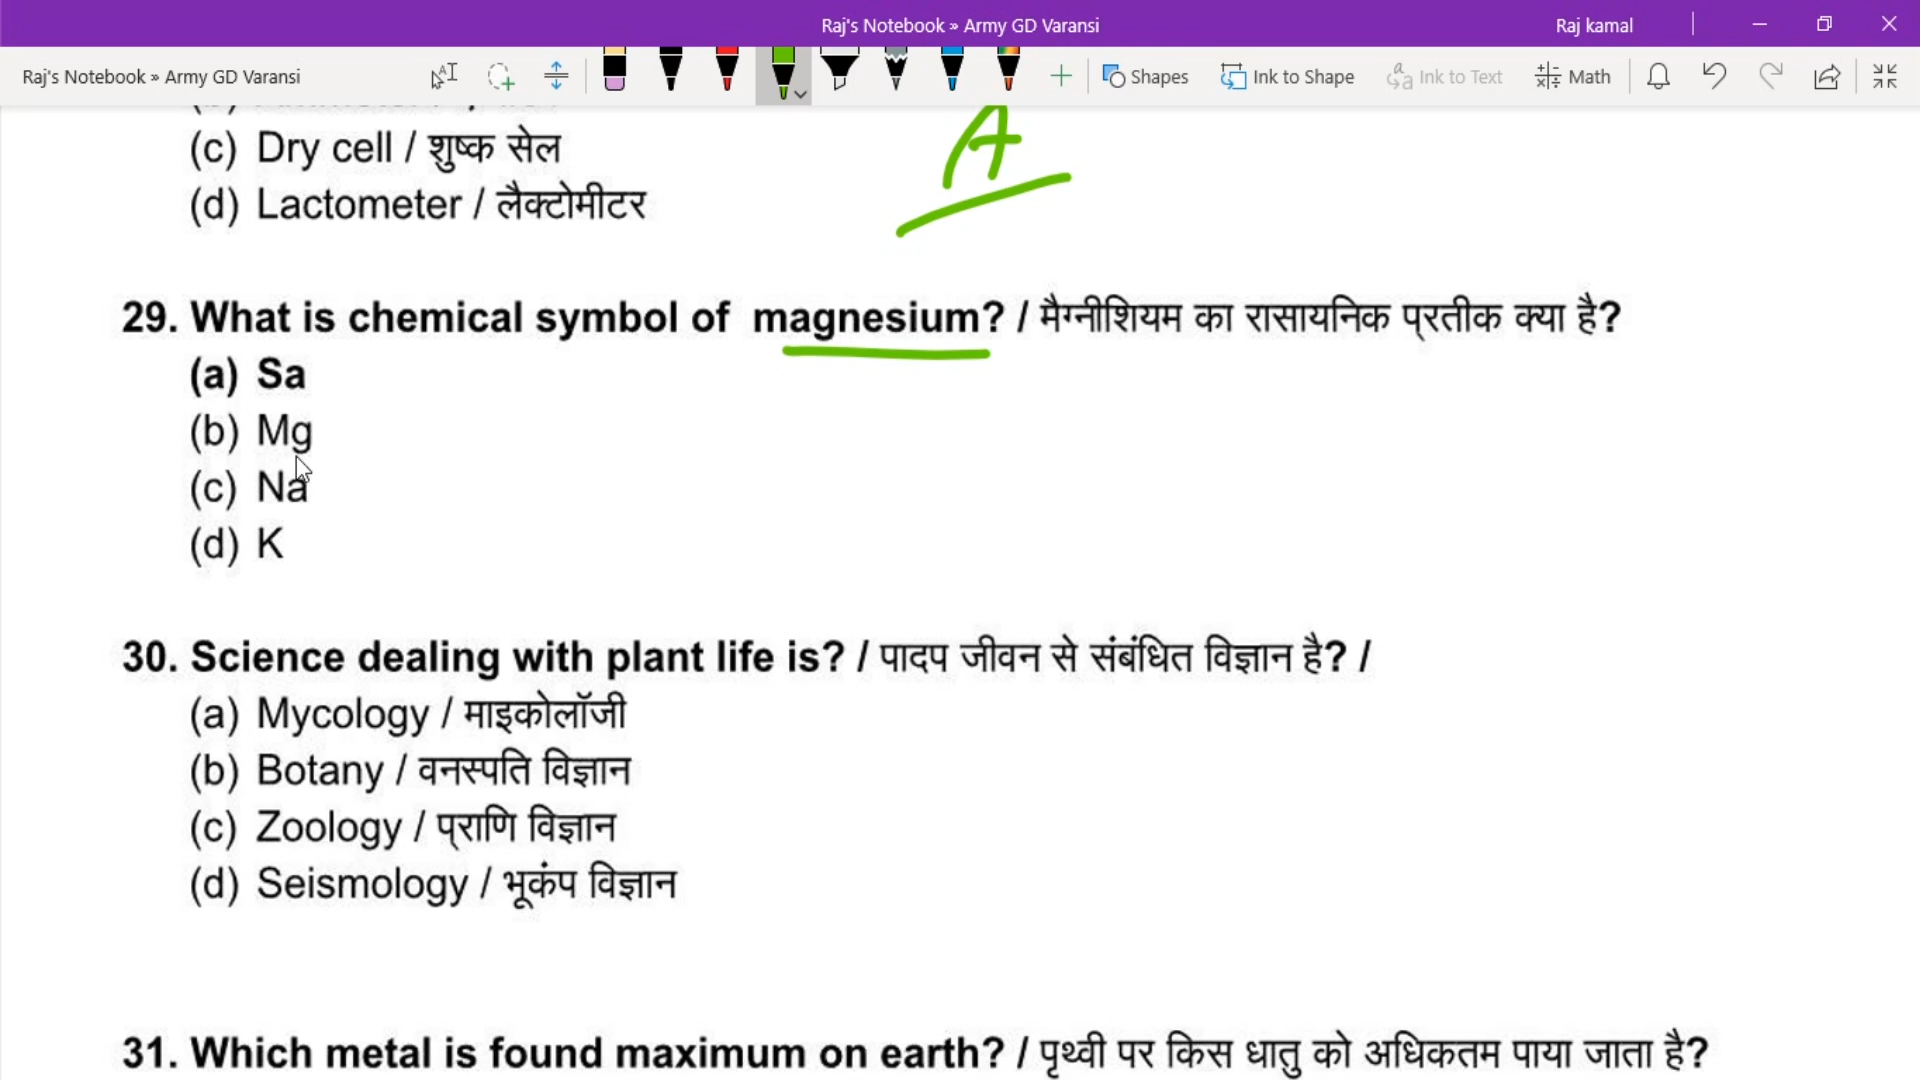 Raj's Notebook » Army GD Varansi
Raj kamal
Raj's Notebook » Army GD Varansi
Shapes
Ink to Shape
Ink to Text
Math
A
(c) Dry cell / शुष्क सेल
(d) Lactometer / लैक्टोमीटर
29. What is chemical symbol of magnesium? / मैग्नीशियम का रासायनिक प्रतीक क्या है?
(a) Sa
(b) Mg
(c) Na
(d) K
30. Science dealing with plant life is? / पादप जीवन से संबंधित विज्ञान है? /
(a) Mycology / माइकोलॉजी
(b) Botany / वनस्पति विज्ञान
(c) Zoology / प्राणि विज्ञान
(d) Seismology / भूकंप विज्ञान
31. Which metal is found maximum on earth? / पृथ्वी पर किस धातु को अधिकतम पाया जाता है?